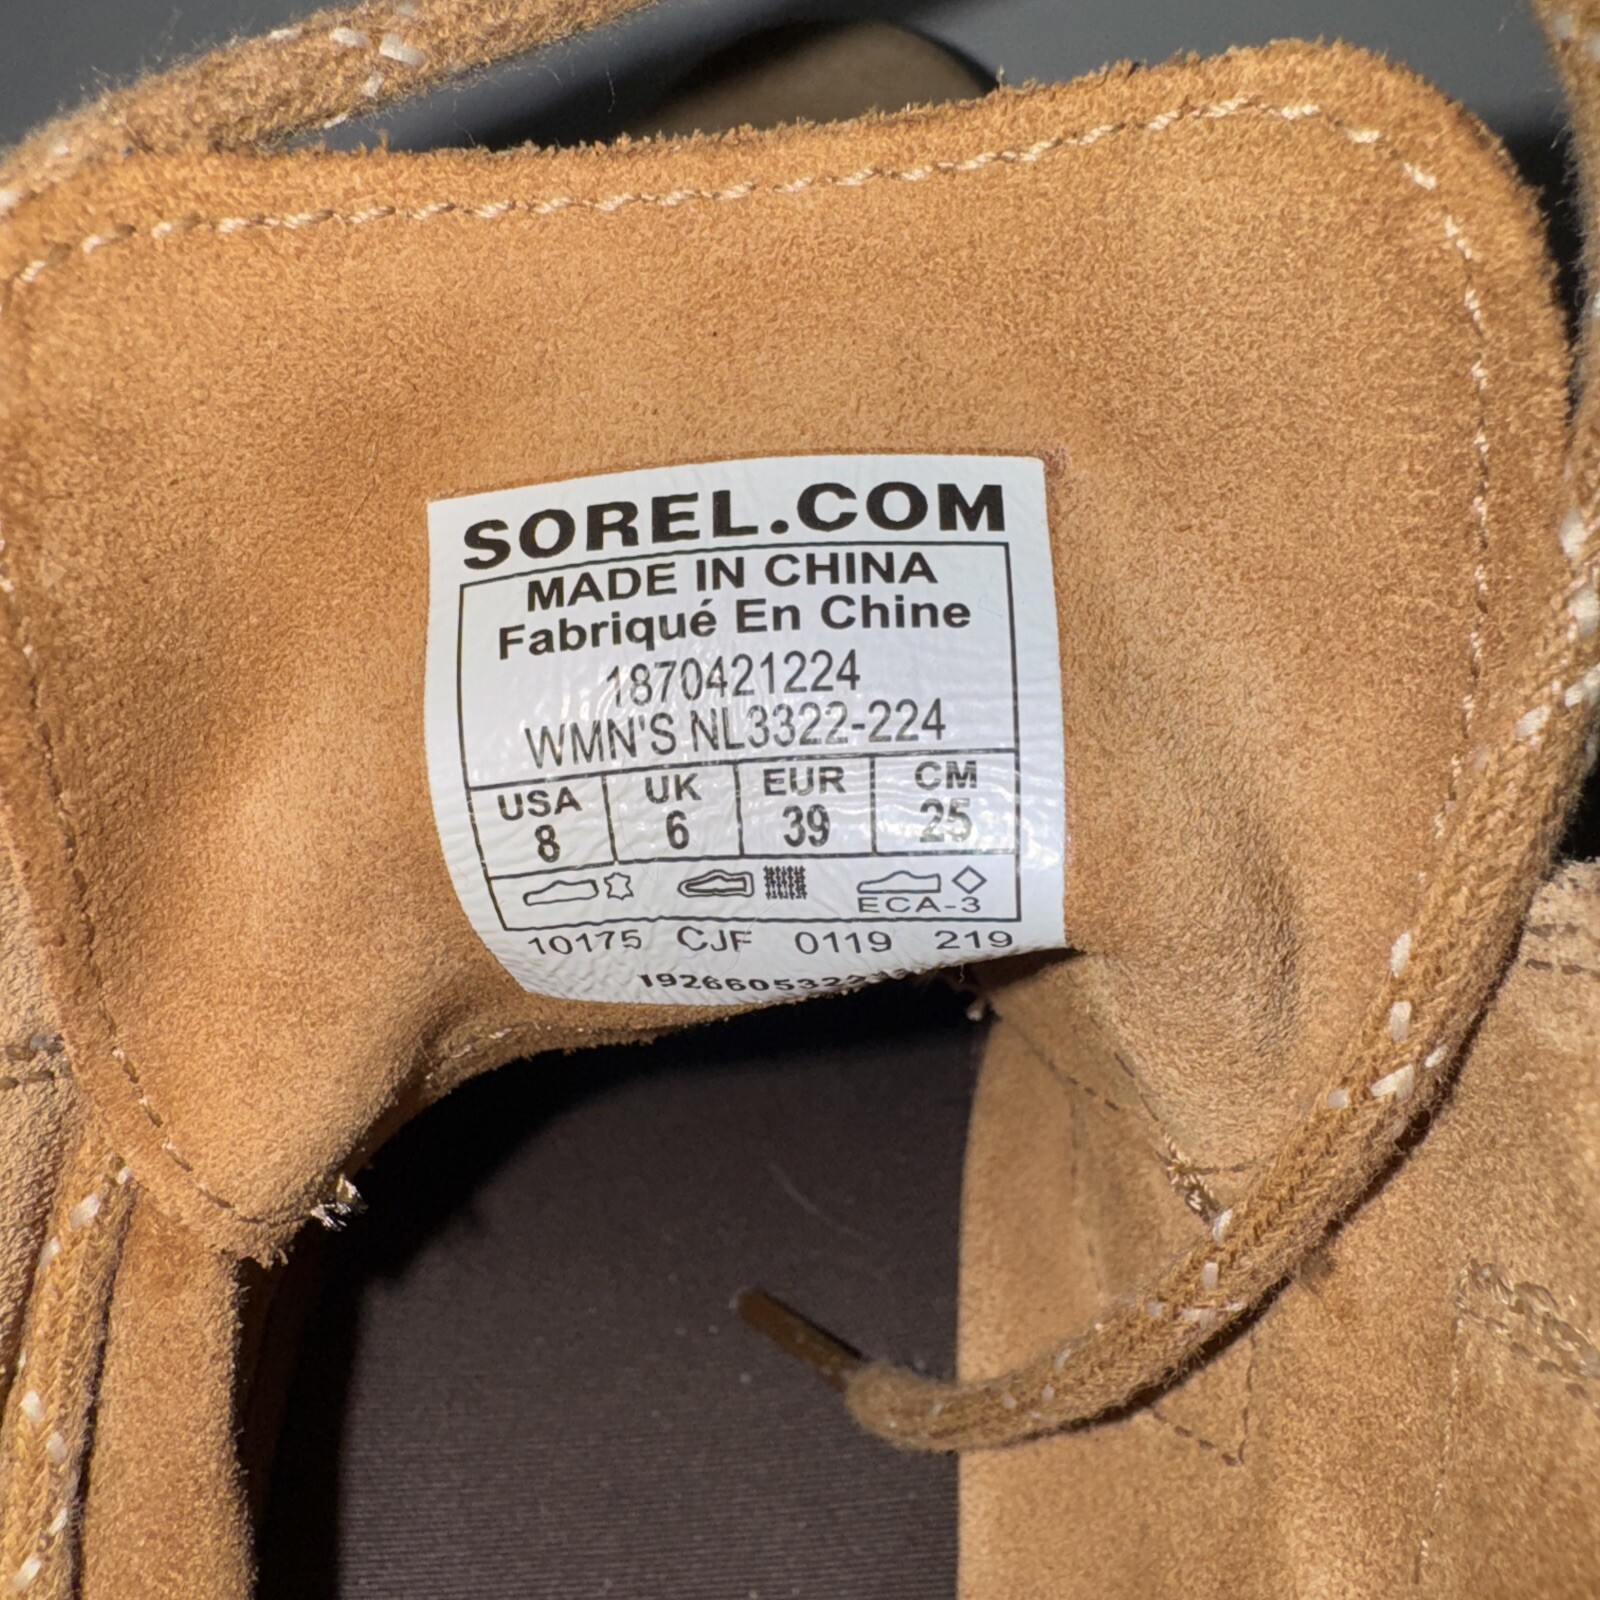 SOREL.COM
MADE IN CHINA
Fabriqué En Chine
1870421224
WMN'S NL3322-224
USA UK EUR CM
8 6 39 25
ECA-3
10175 CJF 0119 219